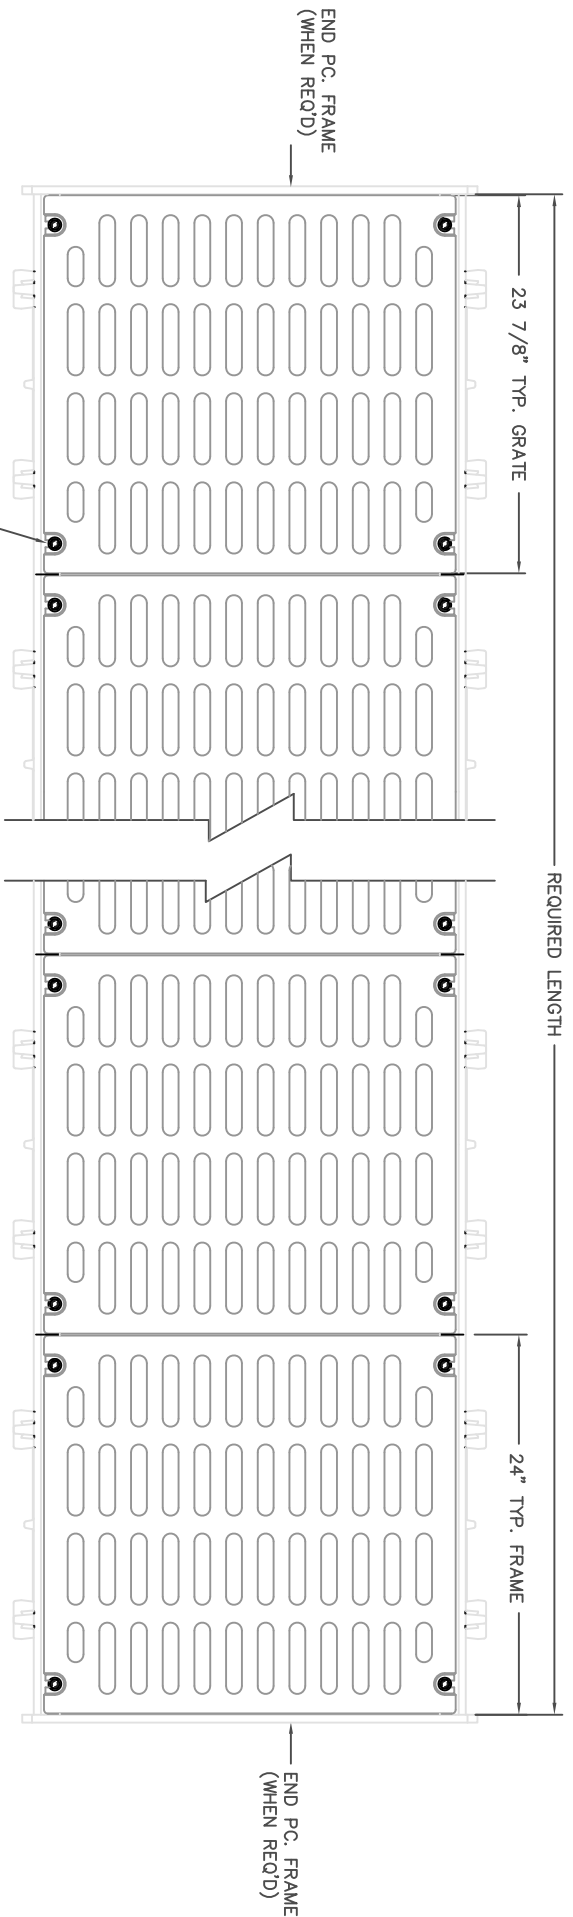 END PC. FRAME
(WHEN REQ'D)
23 7/8" TYP. GRATE
REQUIRED LENGTH
24" TYP. FRAME
END PC. FRAME
(WHEN REQ'D)